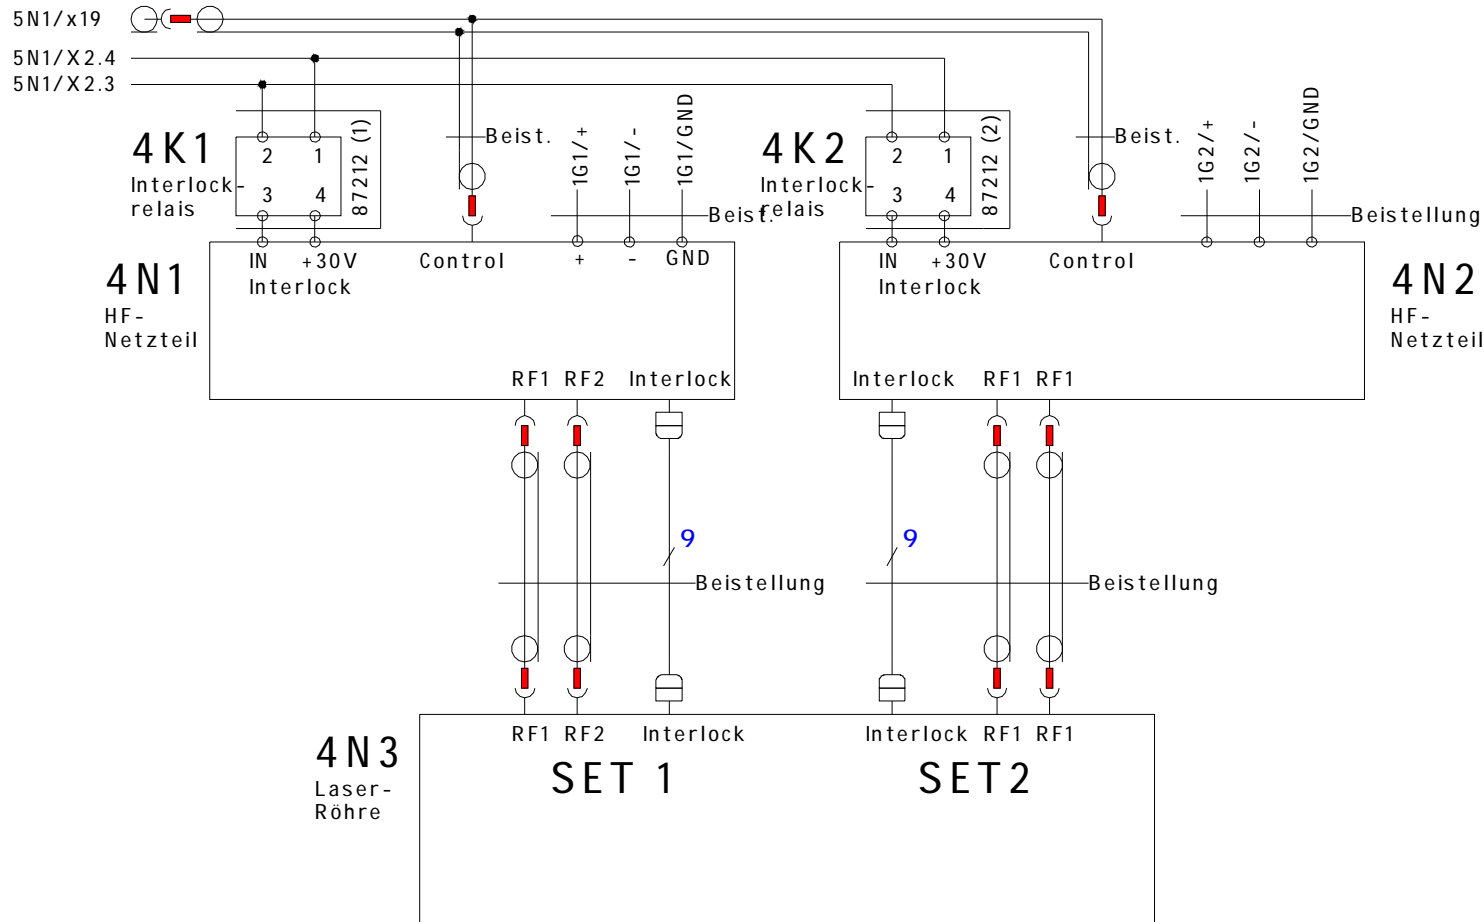 5N1/x19
5N1/X2.4
5N1/X2.3
4K1
Interlock-
relais
2 1
3 4
87212 (1)
Beist.
1G1/+
1G1/-
1G1/GND
Beist.
4K2
Interlock-
relais
2 1
3 4
87212 (2)
Beist.
1G2/+
1G2/-
1G2/GND
Beistellung
4N1
HF-
Netzteil
IN +30V
Interlock
Control
+ - GND
RF1 RF2 Interlock
IN +30V
Interlock
Control
Interlock RF1 RF1
4N2
HF-
Netzteil
9
Beistellung
9
Beistellung
4N3
Laser-
Röhre
RF1 RF2 Interlock
SET 1
Interlock RF1 RF1
SET2